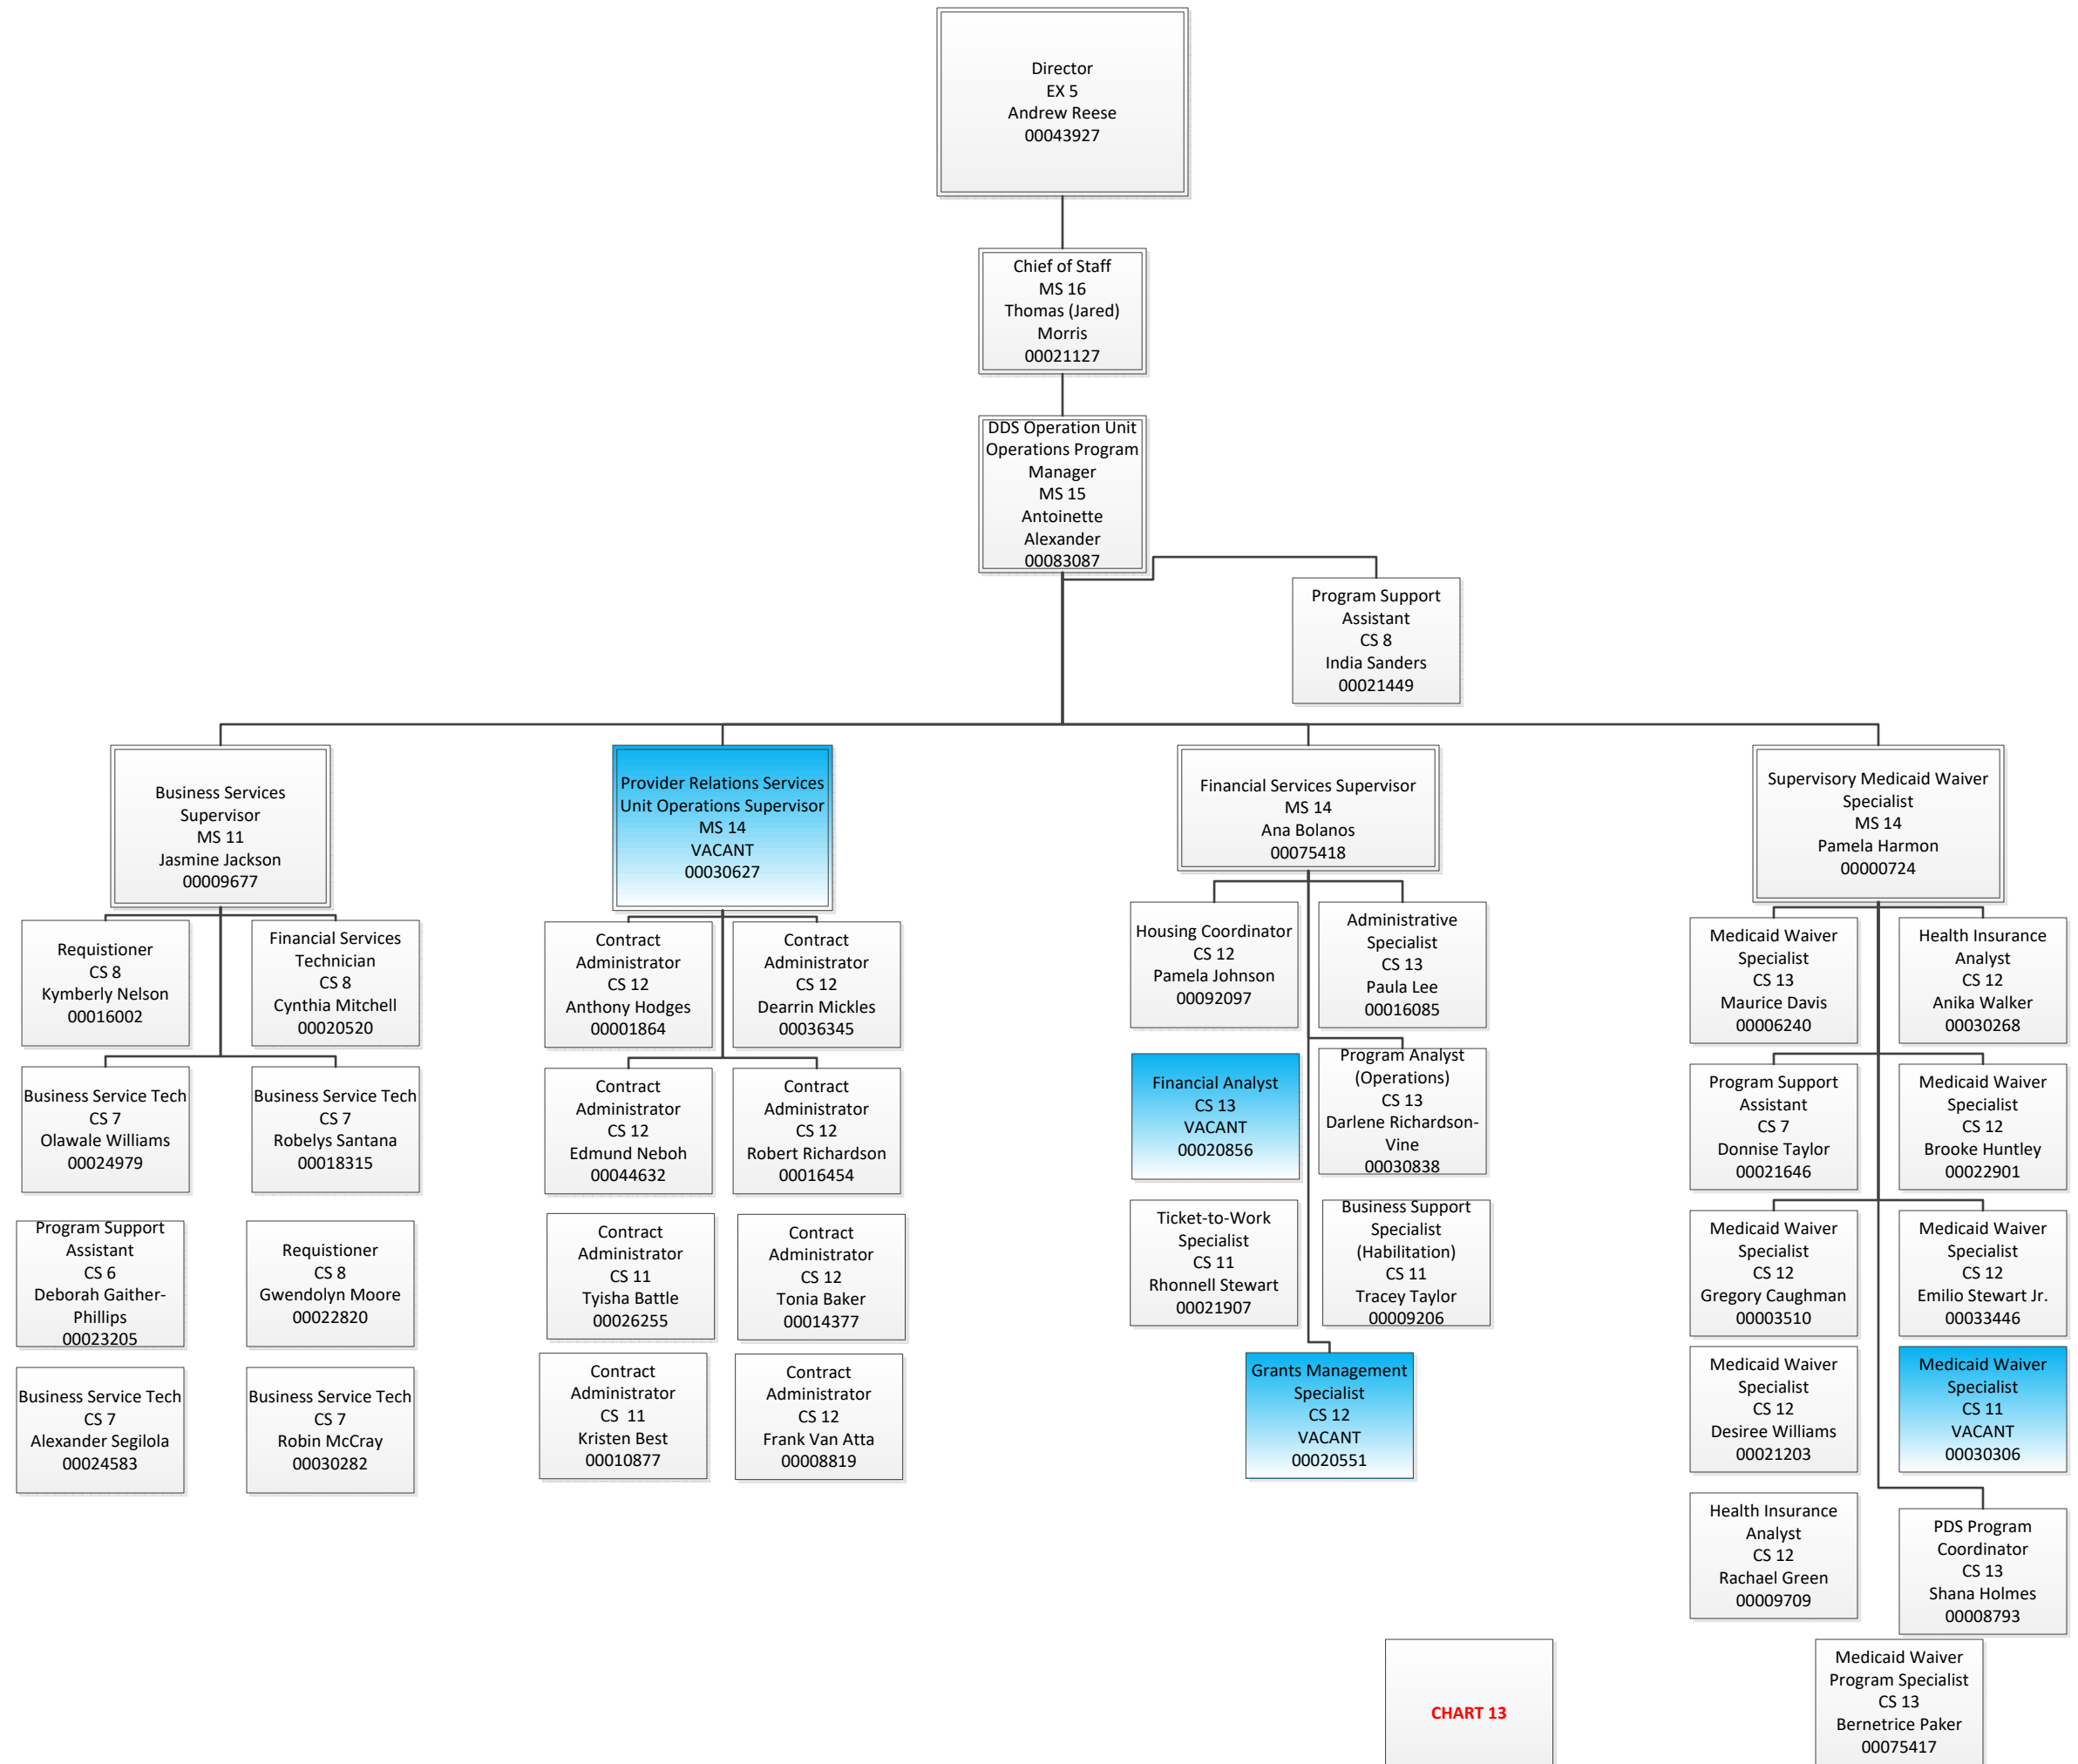 Director
EX 5
Andrew Reese
00043927
Chief of Staff
MS 16
Thomas (Jared)
Morris
00021127
DDS Operation Unit
Operations Program
Manager
MS 15
Antoinette
Alexander
00083087
Program Support
Assistant
CS 8
India Sanders
00021449
Business Services
Supervisor
MS 11
Jasmine Jackson
00009677
Requistioner
CS 8
Kymberly Nelson
00016002
Financial Services
Technician
CS 8
Cynthia Mitchell
00020520
Business Service Tech
CS 7
Olawale Williams
00024979
Business Service Tech
CS 7
Robelys Santana
00018315
Program Support
Assistant
CS 6
Deborah Gaither-
Phillips
00023205
Requistioner
CS 8
Gwendolyn Moore
00022820
Business Service Tech
CS 7
Alexander Segilola
00024583
Business Service Tech
CS 7
Robin McCray
00030282
Provider Relations Services
Unit Operations Supervisor
MS 14
VACANT
00030627
Contract
Administrator
CS 12
Anthony Hodges
00001864
Contract
Administrator
CS 12
Dearrin Mickles
00036345
Contract
Administrator
CS 12
Edmund Neboh
00044632
Contract
Administrator
CS 12
Robert Richardson
00016454
Contract
Administrator
CS 11
Tyisha Battle
00026255
Contract
Administrator
CS 12
Tonia Baker
00014377
Contract
Administrator
CS 11
Kristen Best
00010877
Contract
Administrator
CS 12
Frank Van Atta
00008819
Financial Services Supervisor
MS 14
Ana Bolanos
00075418
Housing Coordinator
CS 12
Pamela Johnson
00092097
Administrative
Specialist
CS 13
Paula Lee
00016085
Financial Analyst
CS 13
VACANT
00020856
Program Analyst
(Operations)
CS 13
Darlene Richardson-
Vine
00030838
Ticket-to-Work
Specialist
CS 11
Rhonnell Stewart
00021907
Business Support
Specialist
(Habilitation)
CS 11
Tracey Taylor
00009206
Grants Management
Specialist
CS 12
VACANT
00020551
Supervisory Medicaid Waiver
Specialist
MS 14
Pamela Harmon
00000724
Medicaid Waiver
Specialist
CS 13
Maurice Davis
00006240
Health Insurance
Analyst
CS 12
Anika Walker
00030268
Program Support
Assistant
CS 7
Donnise Taylor
00021646
Medicaid Waiver
Specialist
CS 12
Brooke Huntley
00022901
Medicaid Waiver
Specialist
CS 12
Gregory Caughman
00003510
Medicaid Waiver
Specialist
CS 12
Emilio Stewart Jr.
00033446
Medicaid Waiver
Specialist
CS 12
Desiree Williams
00021203
Medicaid Waiver
Specialist
CS 11
VACANT
00030306
Health Insurance
Analyst
CS 12
Rachael Green
00009709
PDS Program
Coordinator
CS 13
Shana Holmes
00008793
Medicaid Waiver
Program Specialist
CS 13
Bernetrice Paker
00075417
CHART 13